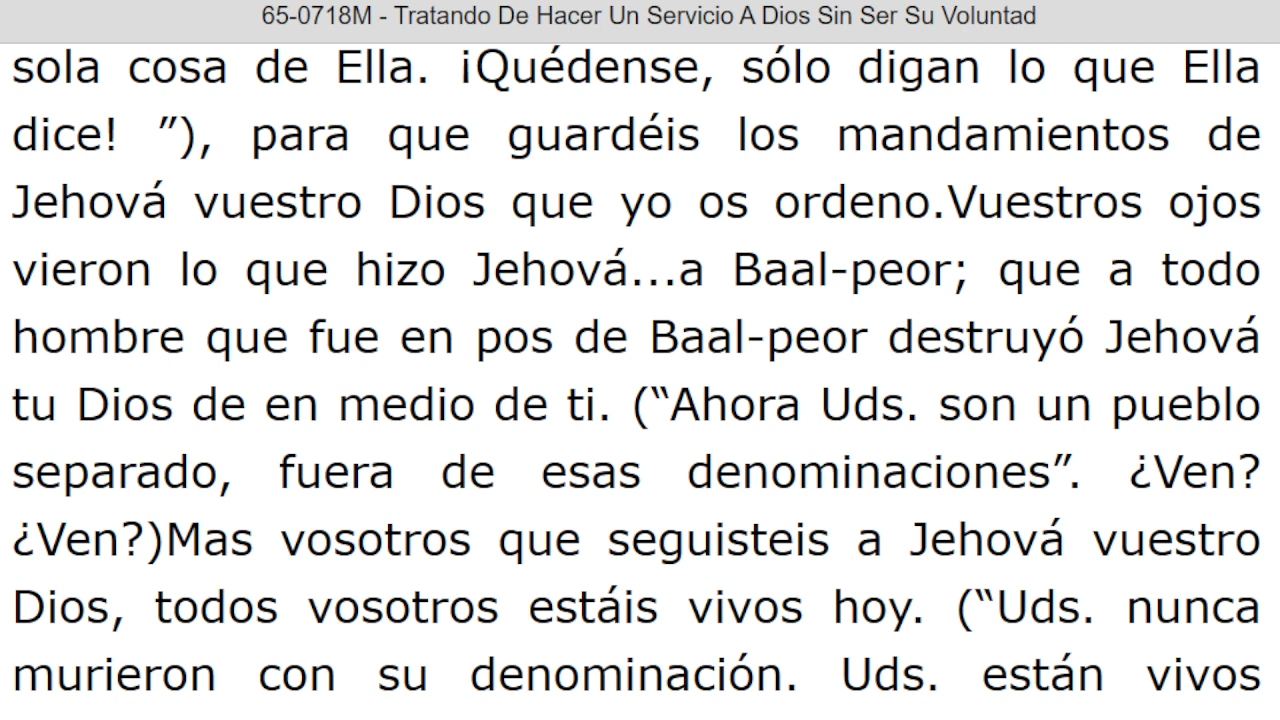 65-0718M - Tratando De Hacer Un Servicio A Dios Sin Ser Su Voluntad
sola cosa de Ella. ¡Quédense, sólo digan lo que Ella
dice! ”), para que guardéis los mandamientos de
Jehová vuestro Dios que yo os ordeno.Vuestros ojos
vieron lo que hizo Jehová...a Baal-peor; que a todo
hombre que fue en pos de Baal-peor destruyó Jehová
tu Dios de en medio de ti. (“Ahora Uds. son un pueblo
separado, fuera de esas denominaciones”. ¿Ven?
¿Ven?)Mas vosotros que seguisteis a Jehová vuestro
Dios, todos vosotros estáis vivos hoy. (“Uds. nunca
murieron con su denominación. Uds. están vivos